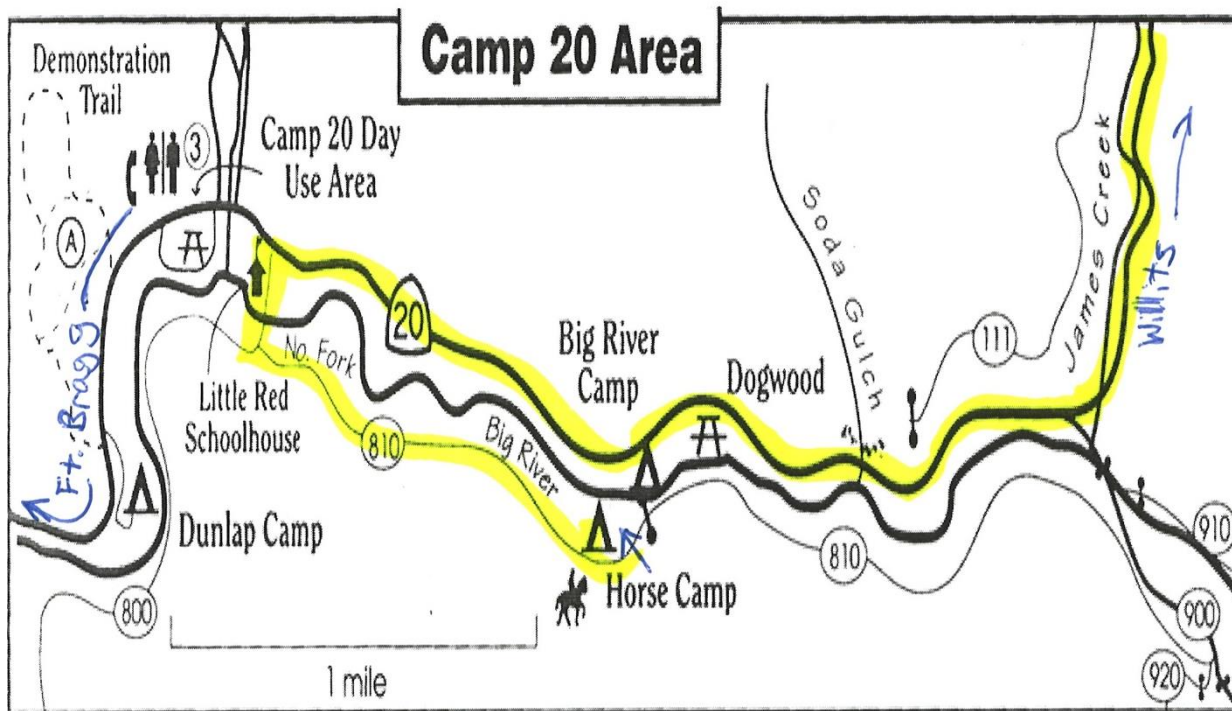 Camp 20 Area
Demonstration
Trail
3
Camp 20 Day
Use Area
A
Ft. Bragg
20
No. Fork
Big River
Little Red
Schoolhouse
810
Big River
Camp
Dogwood
Soda Gulch
111
James Creek
Willits
Dunlap Camp
Horse Camp
810
910
800
900
920
1 mile